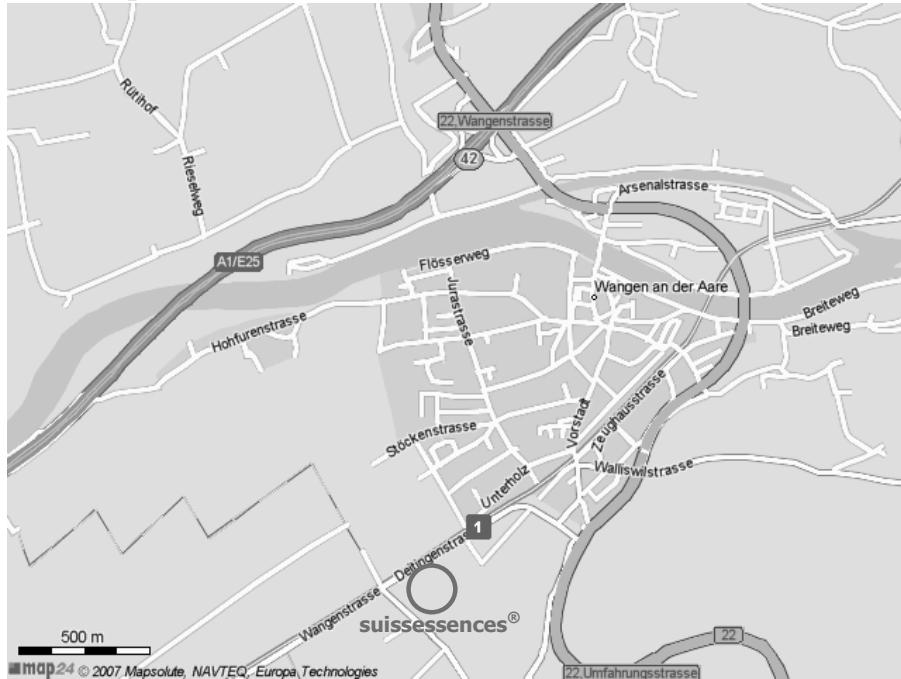 22,Wangenstrasse
42
Rütihof
Rieselweg
Arsenalstrasse
A1/E25
Flösserweg
Wangen an der Aare
Jurastrasse
Breiteweg
Breiteweg
Hohfurenstrasse
Vorstadt
Zeughausstrasse
Stöckenstrasse
Walliswilstrasse
Unterholz
1
Deitingenstrasse
Wangenstrasse
suissessences®
500 m
22
22,Umfahrungsstrasse
map24 © 2007 Mapsolute, NAVTEQ, Europa Technologies